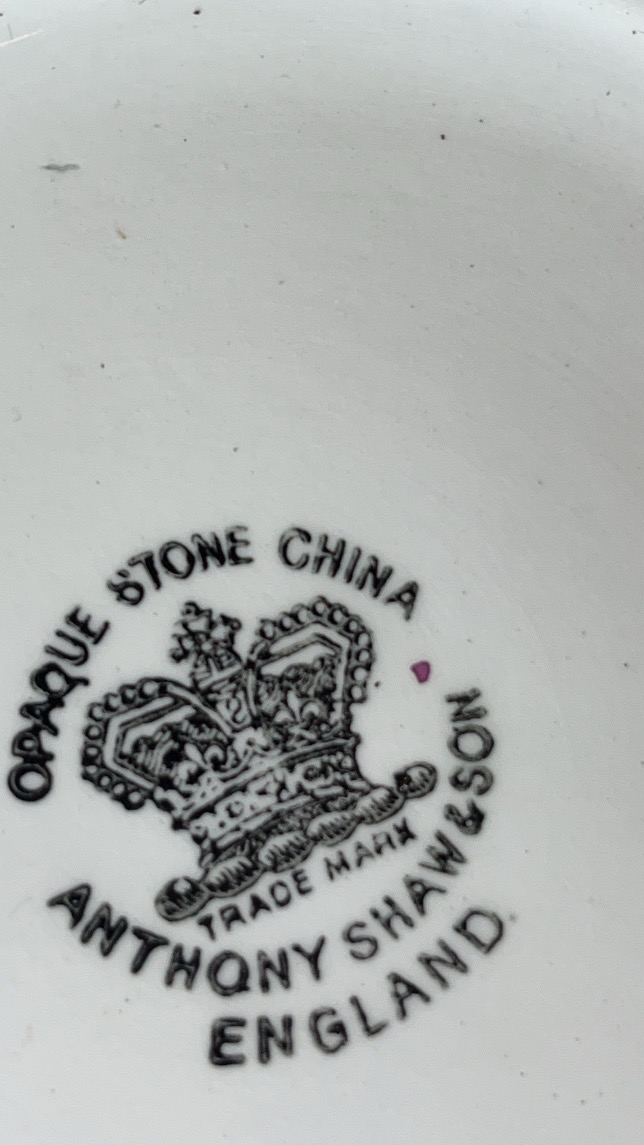 OPAQUE STONE CHINA
TRADE MARK
ANTHONY SHAW & SON
ENGLAND.